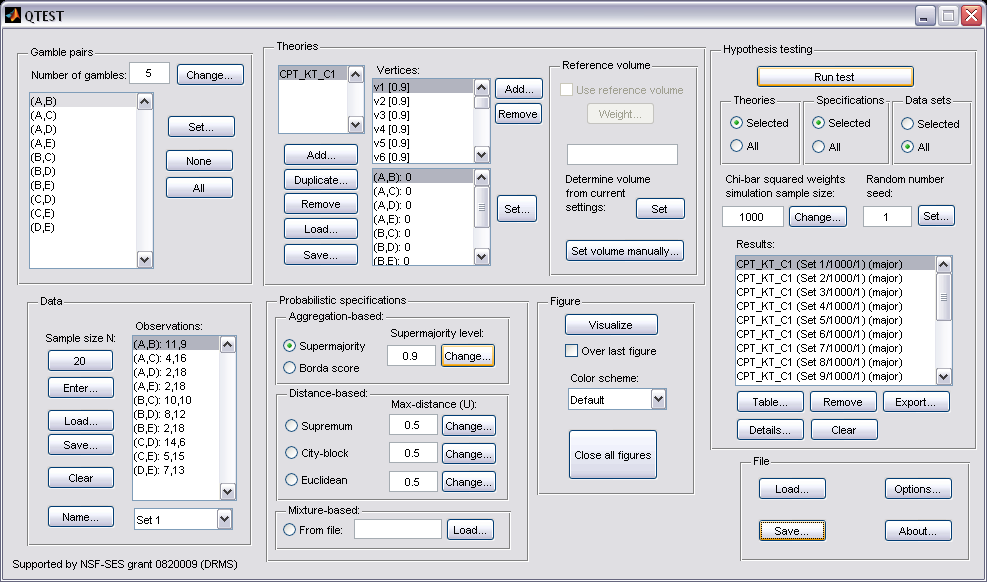 QTEST
Gamble pairs
Number of gambles: 5 Change...
(A,B)
(A,C)
(A,D)
(A,E)
(B,C)
(B,D)
(B,E)
(C,D)
(C,E)
(D,E)
Set...
None
All
Theories
CPT_KT_C1
Add...
Duplicate...
Remove
Load...
Save...
Vertices:
v1 [0.9]
v2 [0.9]
v3 [0.9]
v4 [0.9]
v5 [0.9]
v6 [0.9]
Add...
Remove
(A,B): 0
(A,C): 0
(A,D): 0
(A,E): 0
(B,C): 0
(B,D): 0
(B,E): 0
Set...
Reference volume
Use reference volume
Weight...
Determine volume
from current
settings:
Set
Set volume manually...
Hypothesis testing
Run test
Theories
Selected
All
Specifications
Selected
All
Data sets
Selected
All
Chi-bar squared weights
simulation sample size:
1000 Change...
Random number
seed:
1 Set...
Results:
CPT_KT_C1 (Set 1/1000/1) (major)
CPT_KT_C1 (Set 2/1000/1) (major)
CPT_KT_C1 (Set 3/1000/1) (major)
CPT_KT_C1 (Set 4/1000/1) (major)
CPT_KT_C1 (Set 5/1000/1) (major)
CPT_KT_C1 (Set 6/1000/1) (major)
CPT_KT_C1 (Set 7/1000/1) (major)
CPT_KT_C1 (Set 8/1000/1) (major)
CPT_KT_C1 (Set 9/1000/1) (major)
Table... Remove Export...
Details... Clear
Data
Sample size N:
20
Enter...
Load...
Save...
Clear
Name...
Observations:
(A,B): 11,9
(A,C): 4,16
(A,D): 2,18
(A,E): 2,18
(B,C): 10,10
(B,D): 8,12
(B,E): 2,18
(C,D): 14,6
(C,E): 5,15
(D,E): 7,13
Set 1
Probabilistic specifications
Aggregation-based:
Supermajority level:
Supermajority 0.9 Change...
Borda score
Distance-based:
Max-distance (U):
Supremum 0.5 Change...
City-block 0.5 Change...
Euclidean 0.5 Change...
Mixture-based:
From file: Load...
Figure
Visualize
Over last figure
Color scheme:
Default
Close all figures
File
Load... Options...
Save... About...
Supported by NSF-SES grant 0820009 (DRMS)